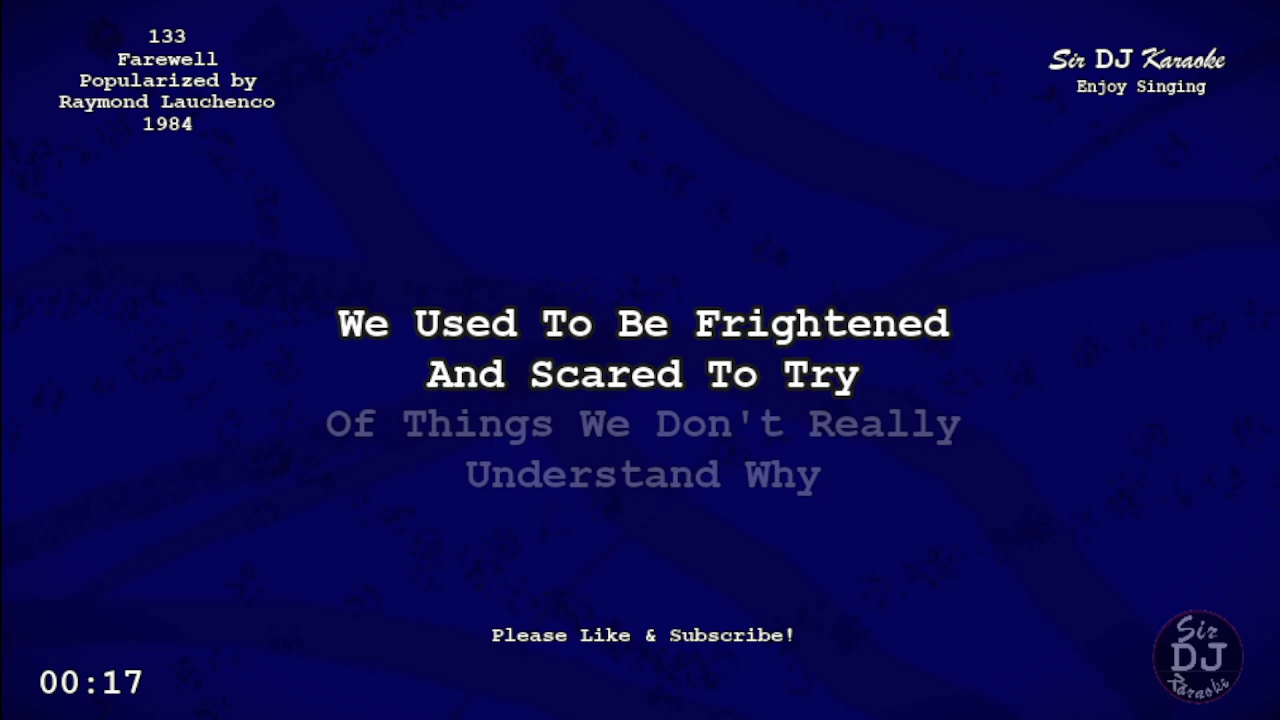 133
Farewell
Popularized by
Raymond Lauchenco
1984
Sir DJ Karaoke
Enjoy Singing
We Used To Be Frightened
And Scared To Try
Of Things We Don't Really
Understand Why
Please Like & Subscribe!
00:17
Sir
DJ
Karaoke